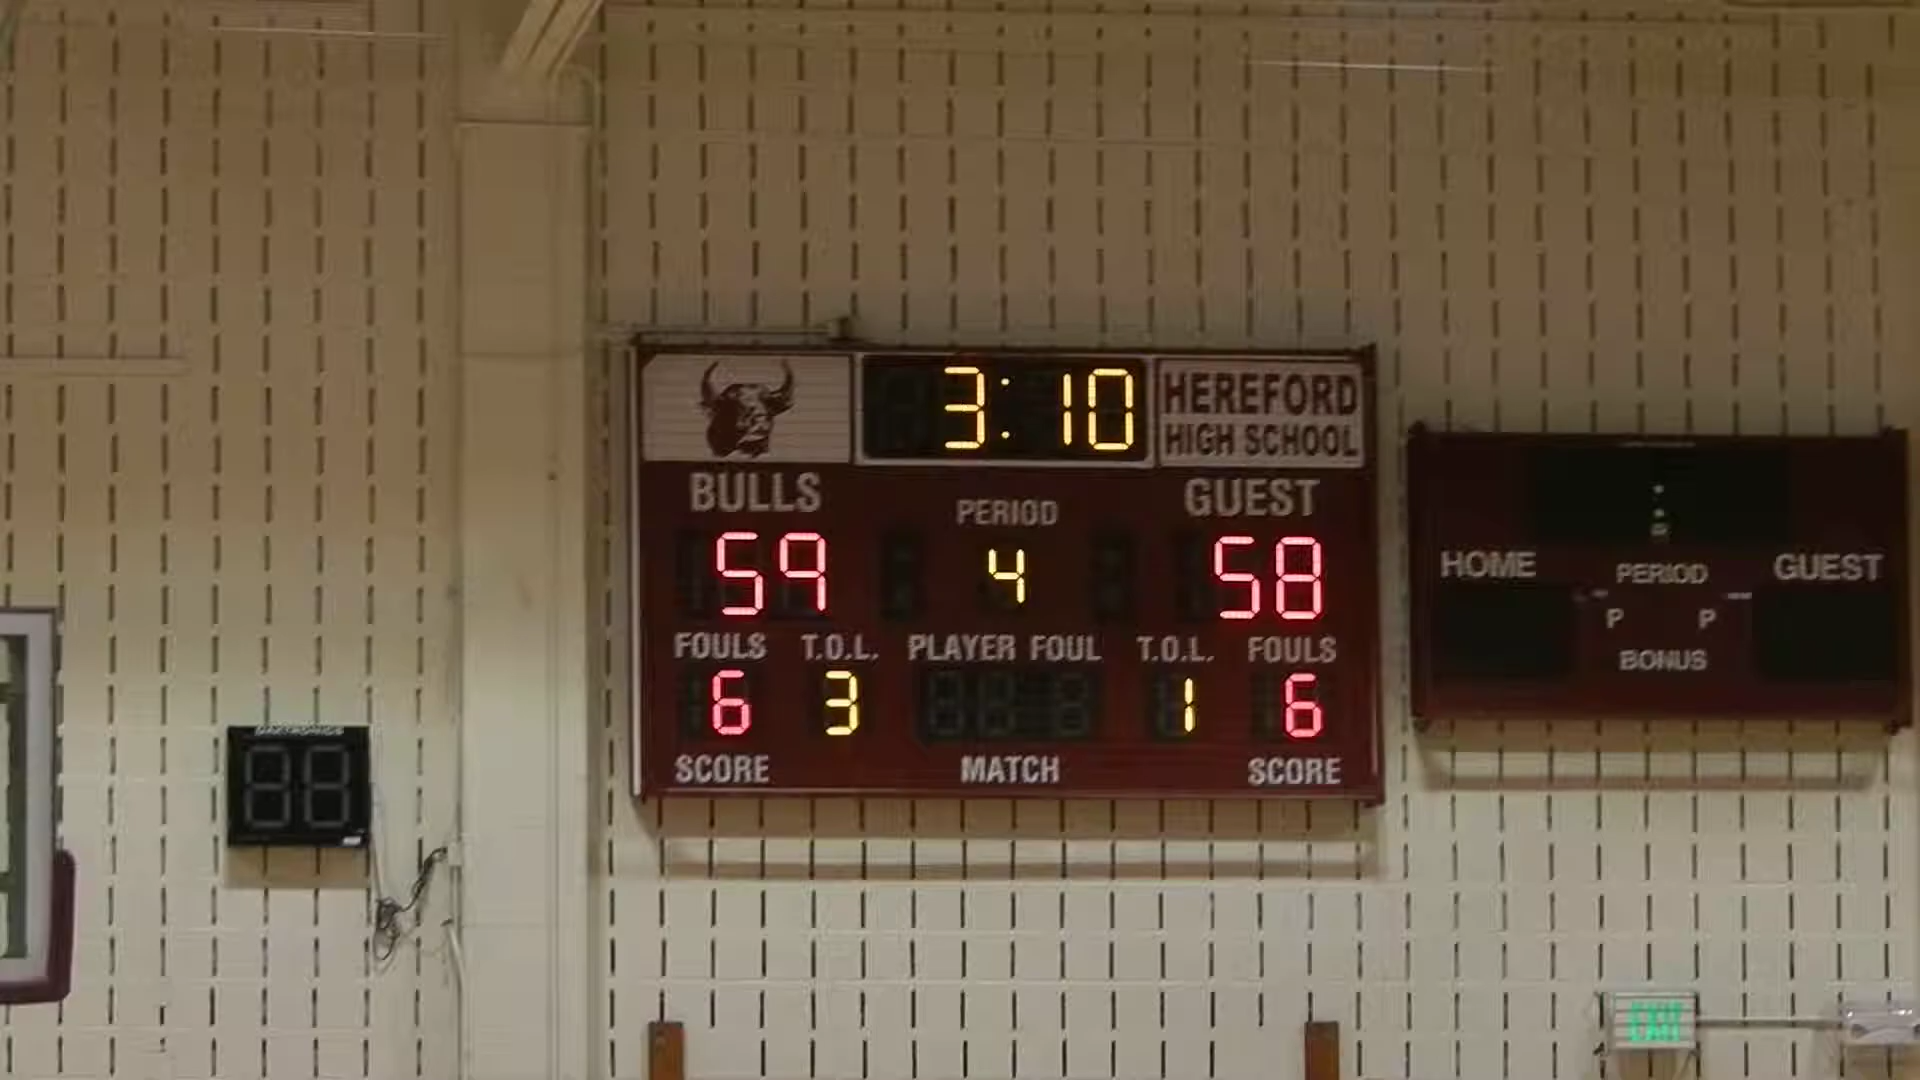 3:10
HEREFORD
HIGH SCHOOL
BULLS
PERIOD
GUEST
59
4
58
FOULS T.O.L. PLAYER FOUL T.O.L. FOULS
6 3 1 6
SCORE MATCH SCORE
HOME
PERIOD
GUEST
P P
BONUS
DAKTRONICS
EXIT